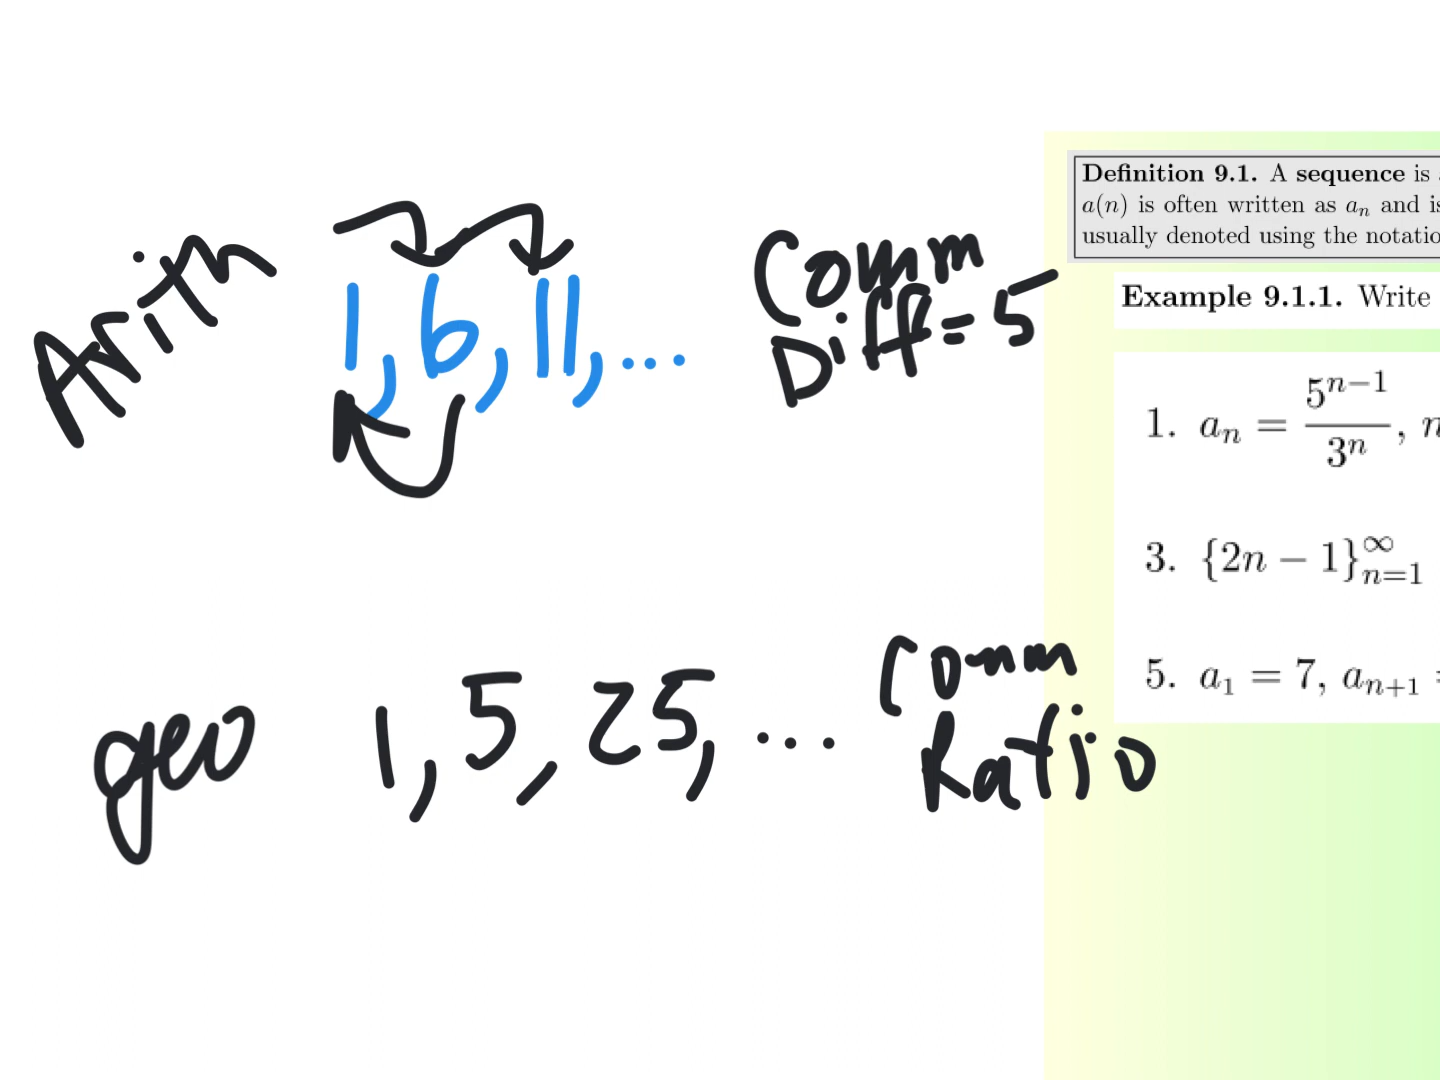 Arith 1, 6, 11, ... Comm
Diff = 5
geo 1, 5, 25, ... Comm
Ratio
Definition 9.1. A sequence is
a(n) is often written as aₙ and is
usually denoted using the notatio
Example 9.1.1. Write
1. aₙ = 5ⁿ⁻¹/3ⁿ, n
3. {2n − 1}∞ₙ₌₁
5. a₁ = 7, aₙ₊₁ =